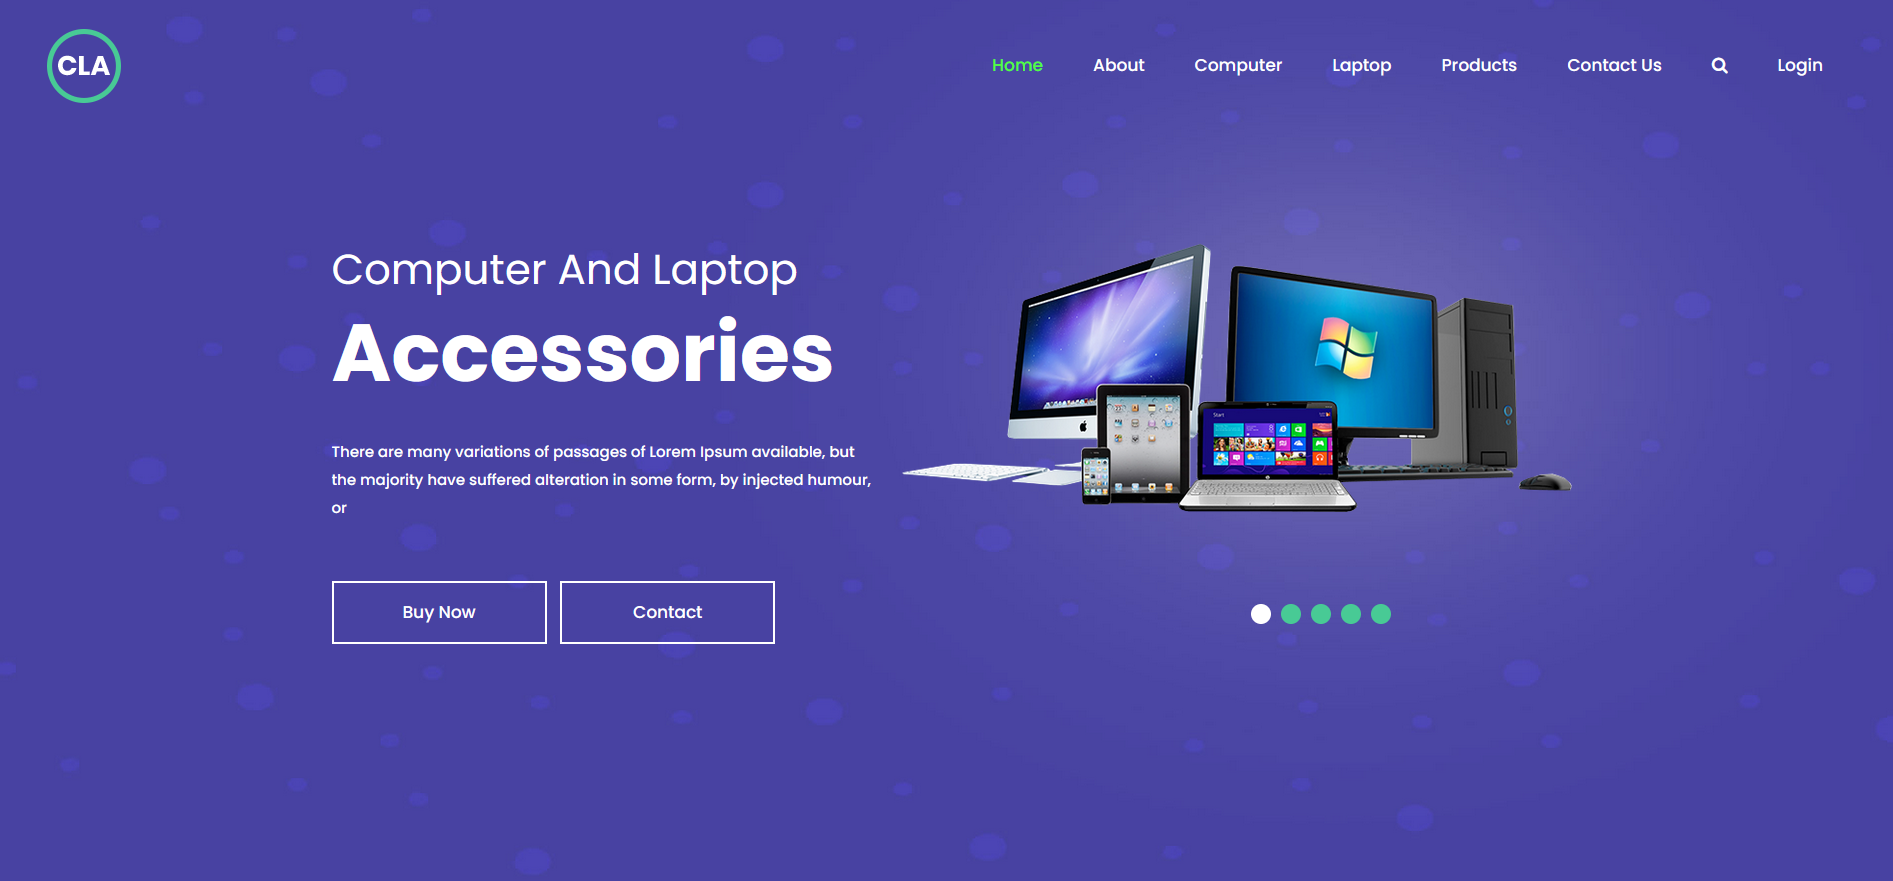 CLA
Home About Computer Laptop Products Contact Us Login
Computer And Laptop
Accessories
There are many variations of passages of Lorem Ipsum available, but
the majority have suffered alteration in some form, by injected humour,
or
Buy Now Contact
Start